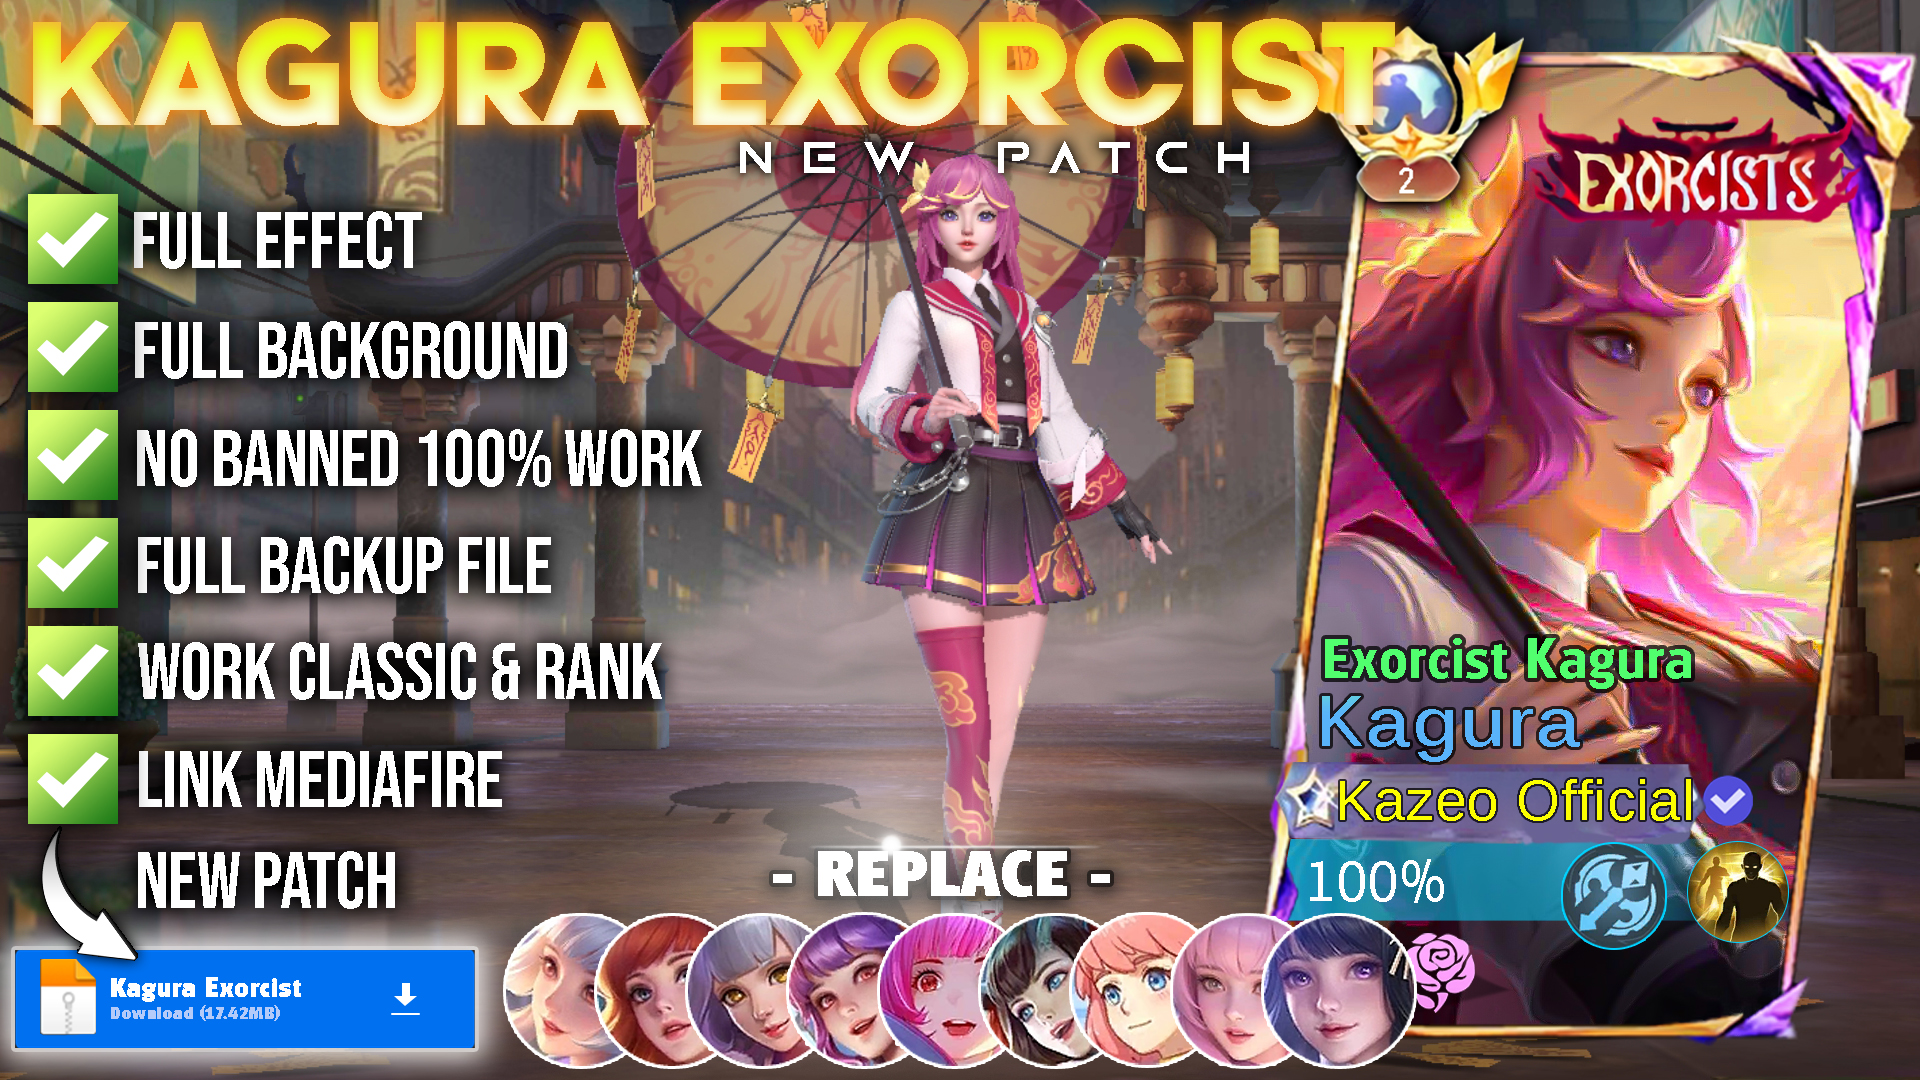 KAGURA EXORCIST
NEW PATCH
2
EXORCISTS
FULL EFFECT
FULL BACKGROUND
NO BANNED 100% WORK
FULL BACKUP FILE
WORK CLASSIC & RANK
LINK MEDIAFIRE
NEW PATCH
Kagura Exorcist
Download (17.42MB)
- REPLACE -
Exorcist Kagura
Kagura
Kazeo Official
100%